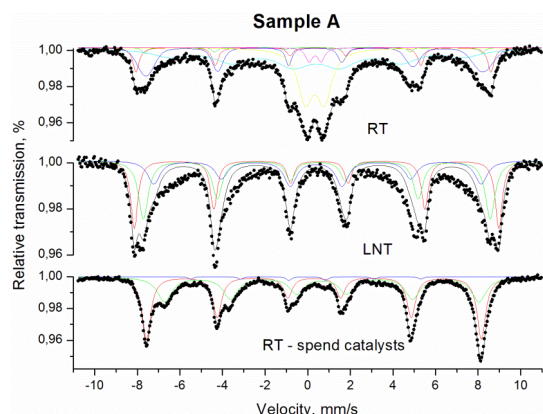 Sample A
Relative transmission, %
1,00
0,98
0,96
RT
1,00
0,98
0,96
LNT
1,00
0,98
0,96
RT - spend catalysts
-10 -8 -6 -4 -2 0 2 4 6 8 10
Velocity, mm/s